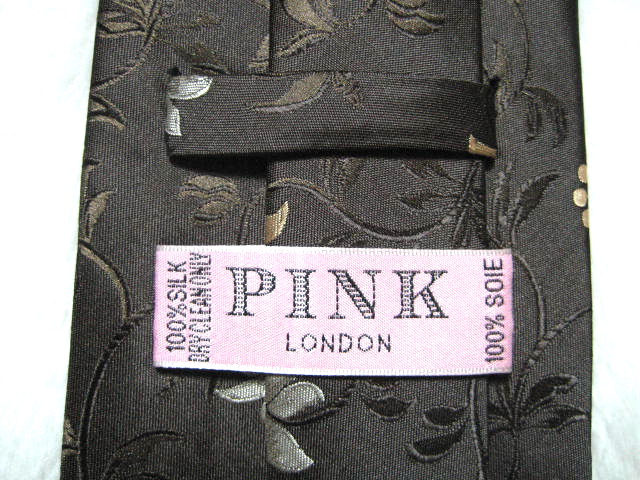 100% SILK
DRY CLEAN ONLY
PINK
LONDON
100% SOIE